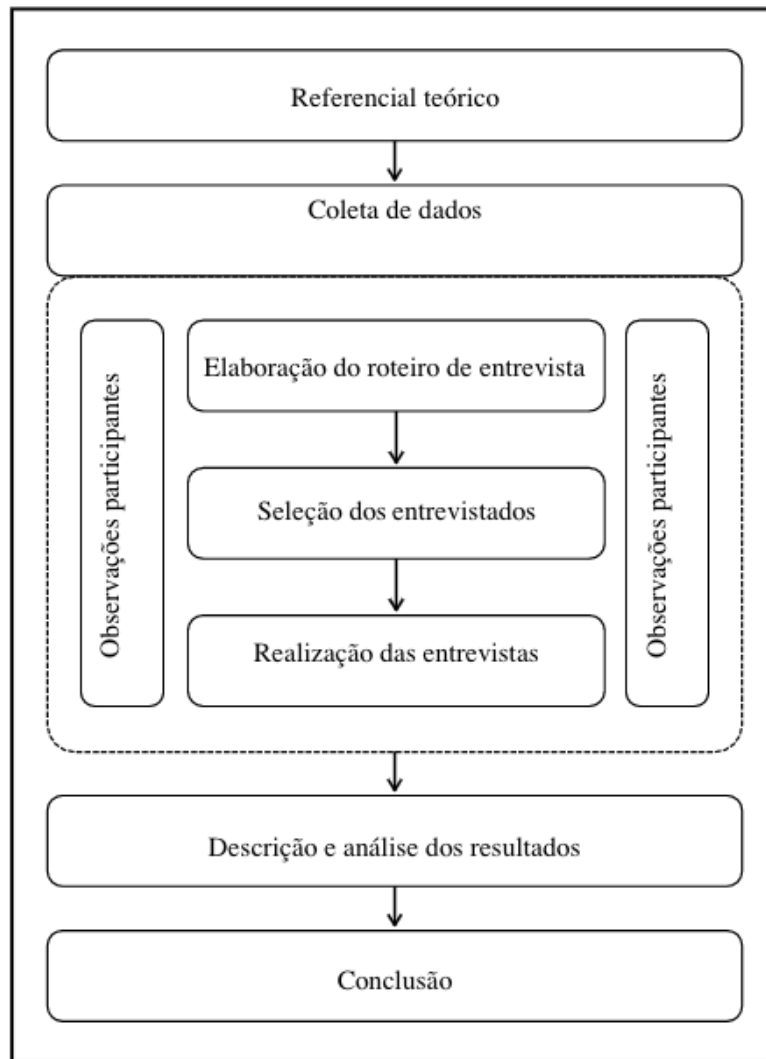 Referencial teórico
Coleta de dados
Observações participantes
Elaboração do roteiro de entrevista
Seleção dos entrevistados
Realização das entrevistas
Observações participantes
Descrição e análise dos resultados
Conclusão